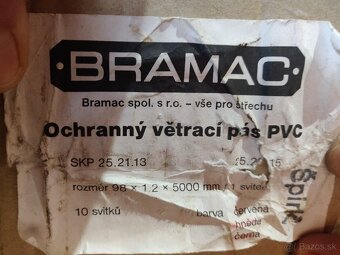 BRAMAC
Bramac spol. s r.o. – vše pro střechu
Ochranný větrací pás PVC
SKP 25.21.13
rozměr 98 × 1.2 × 5000 mm
10 svitků barva červená
hnědá
černá
Bazos.sk